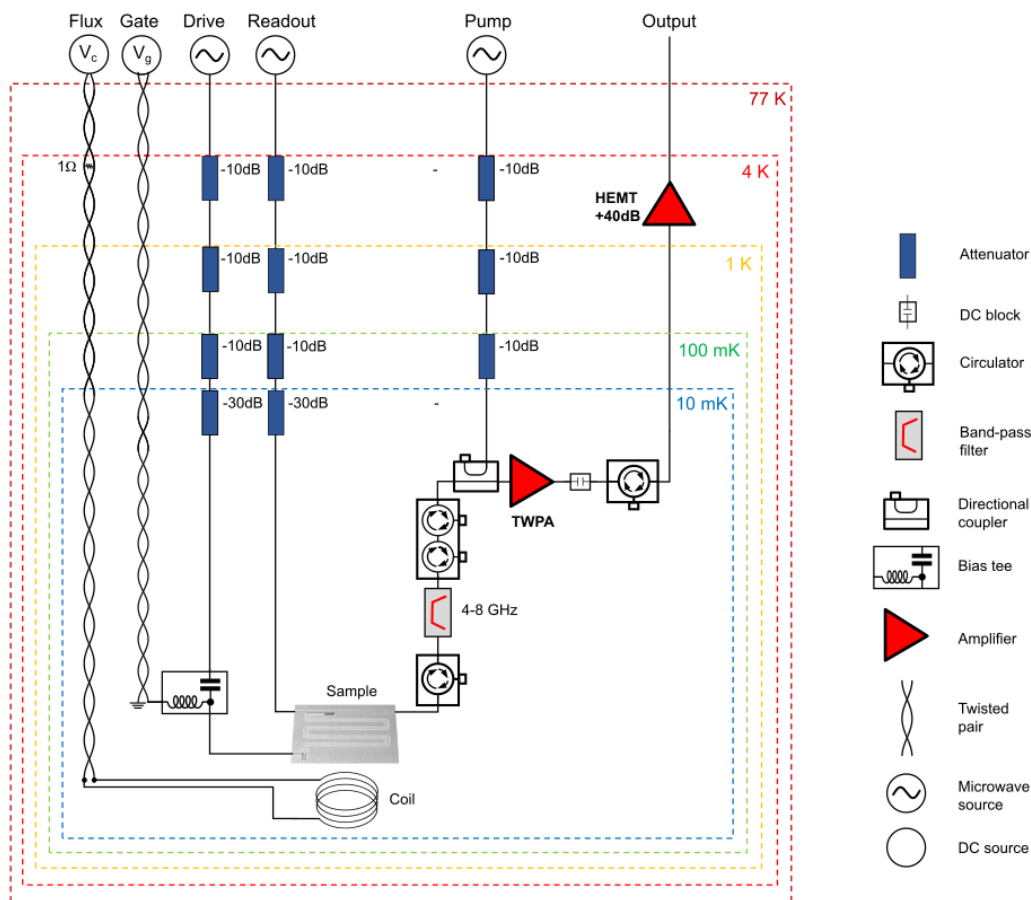 Flux Gate Drive Readout Pump Output
V_c V_g
77 K
1Ω -10dB -10dB - -10dB 4 K
HEMT
+40dB
-10dB -10dB -10dB 1 K
-10dB -10dB -10dB 100 mK
-30dB -30dB - 10 mK
TWPA
4-8 GHz
Sample
Coil
Attenuator
DC block
Circulator
Band-pass
filter
Directional
coupler
Bias tee
Amplifier
Twisted
pair
Microwave
source
DC source